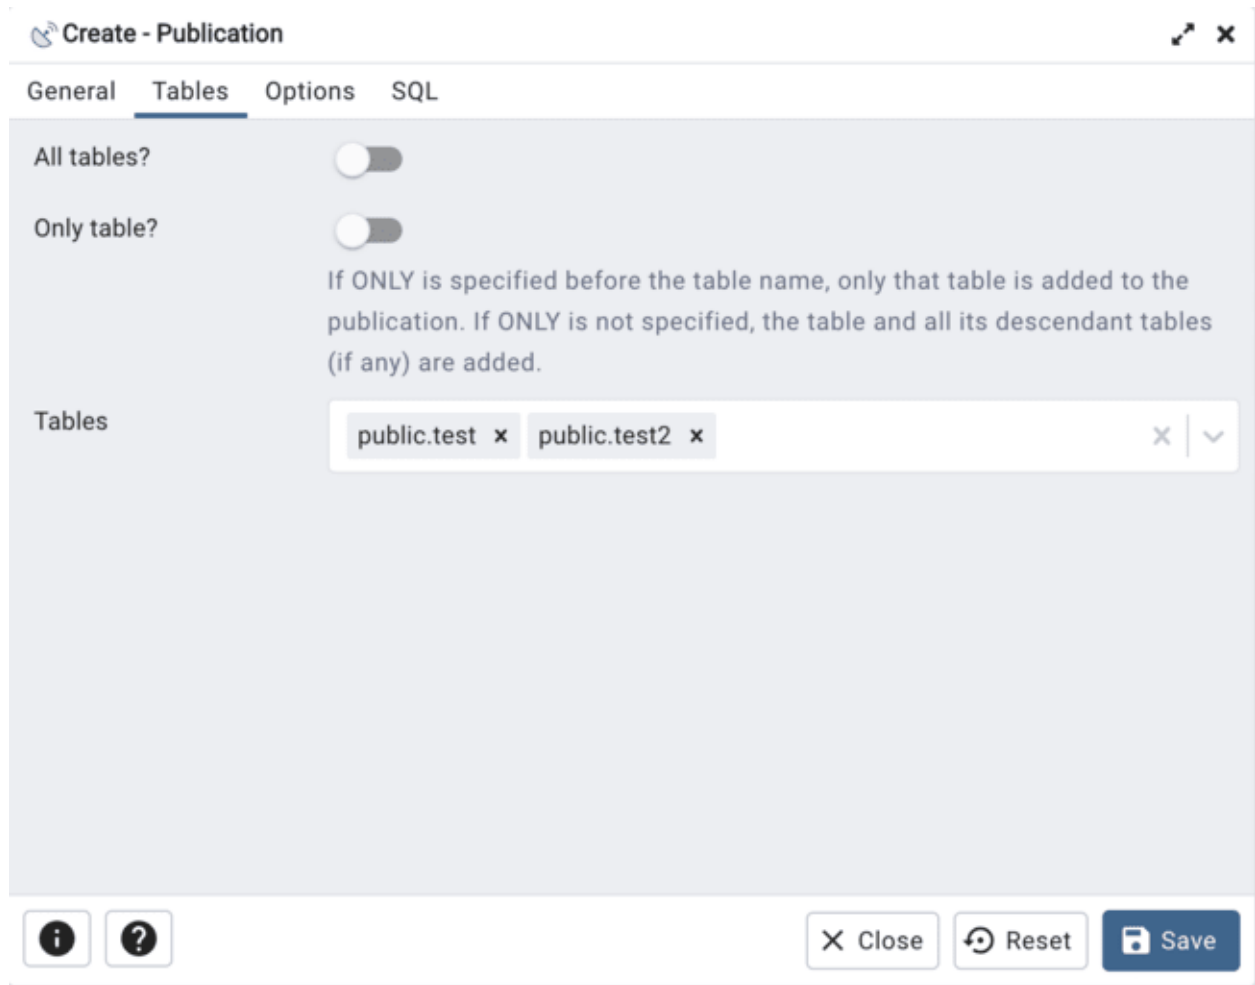 Create - Publication
General Tables Options SQL
All tables?
Only table?
If ONLY is specified before the table name, only that table is added to the
publication. If ONLY is not specified, the table and all its descendant tables
(if any) are added.
Tables public.test public.test2
Close Reset Save